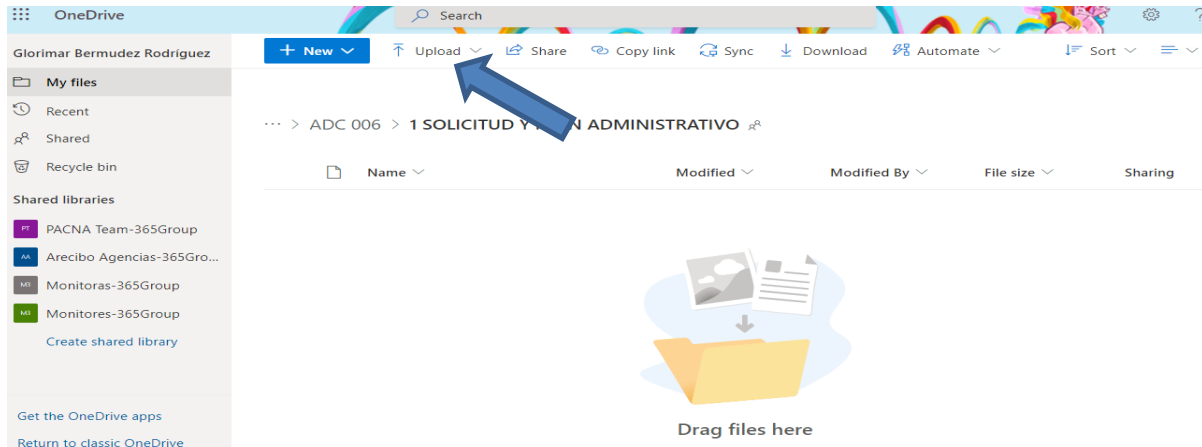 OneDrive
Search
?
Glorimar Bermudez Rodríguez
+ New
Upload
Share
Copy link
Sync
Download
Automate
Sort
My files
Recent
Shared
Recycle bin
Shared libraries
PT PACNA Team-365Group
AA Arecibo Agencias-365Gro...
Monitoras-365Group
Monitores-365Group
Create shared library
Get the OneDrive apps
Return to classic OneDrive
··· > ADC 006 > 1 SOLICITUD Y ADMINISTRATIVO
Name
Modified
Modified By
File size
Sharing
Drag files here